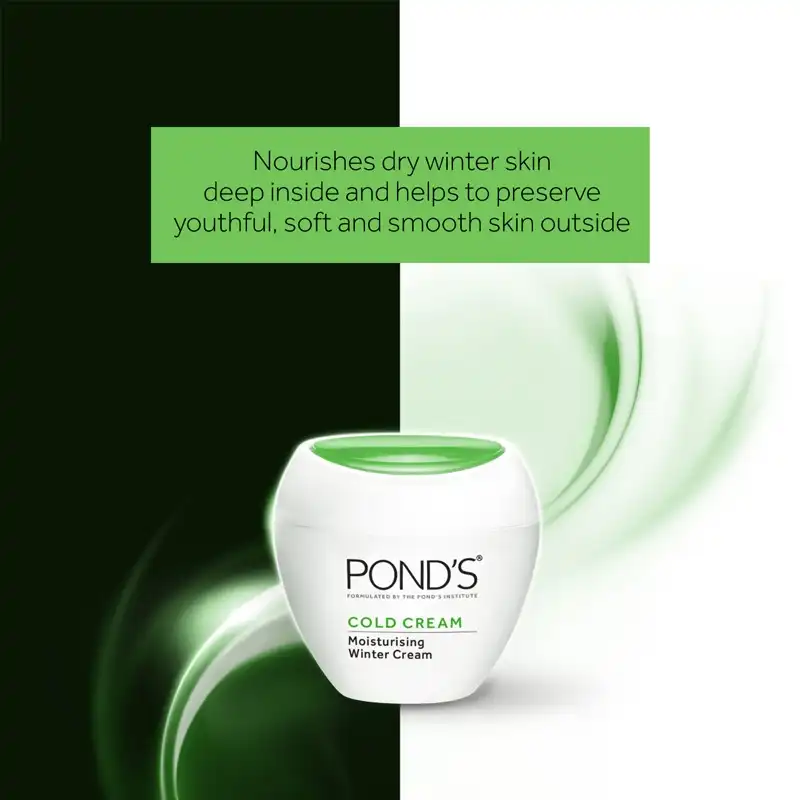 Nourishes dry winter skin
deep inside and helps to preserve
youthful, soft and smooth skin outside
POND'S®
FORMULATED BY THE POND'S INSTITUTE
COLD CREAM
Moisturising
Winter Cream